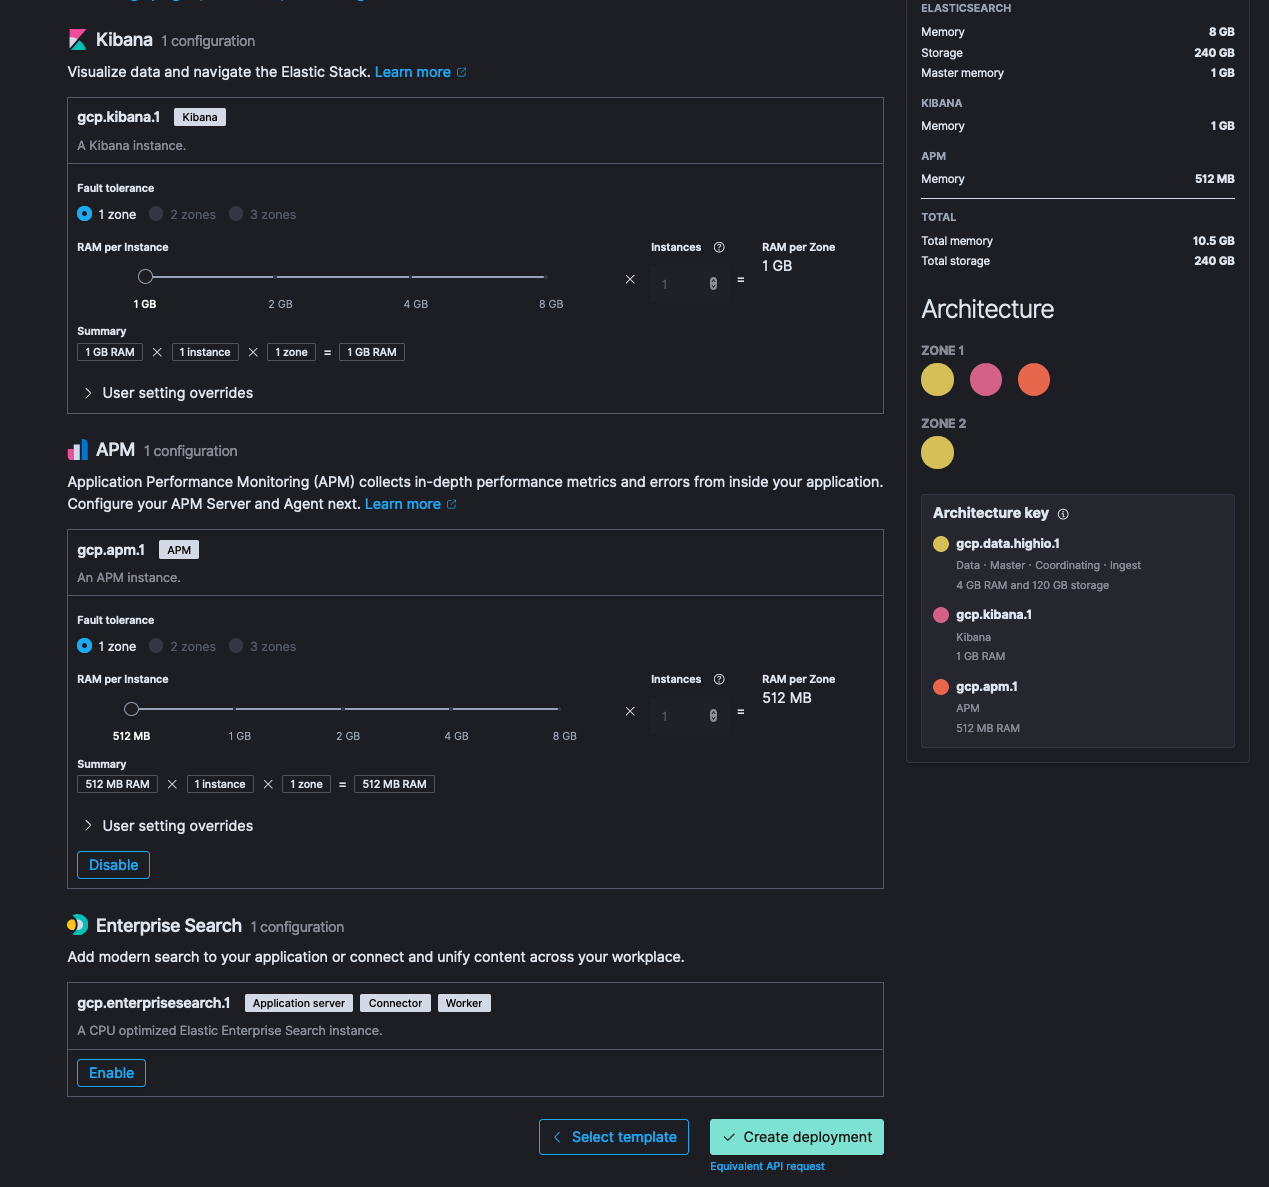 Kibana 1 configuration
Visualize data and navigate the Elastic Stack. Learn more
gcp.kibana.1 Kibana
A Kibana instance.
Fault tolerance
1 zone 2 zones 3 zones
RAM per Instance Instances RAM per Zone
1 GB
× 1 =
1 GB 2 GB 4 GB 8 GB
Summary
1 GB RAM × 1 instance × 1 zone = 1 GB RAM
User setting overrides
APM 1 configuration
Application Performance Monitoring (APM) collects in-depth performance metrics and errors from inside your application.
Configure your APM Server and Agent next. Learn more
gcp.apm.1 APM
An APM instance.
Fault tolerance
1 zone 2 zones 3 zones
RAM per Instance Instances RAM per Zone
512 MB
× 1 =
512 MB 1 GB 2 GB 4 GB 8 GB
Summary
512 MB RAM × 1 instance × 1 zone = 512 MB RAM
User setting overrides
Disable
Enterprise Search 1 configuration
Add modern search to your application or connect and unify content across your workplace.
gcp.enterprisesearch.1 Application server Connector Worker
A CPU optimized Elastic Enterprise Search instance.
Enable
Select template Create deployment
Equivalent API request
ELASTICSEARCH
Memory 8 GB
Storage 240 GB
Master memory 1 GB
KIBANA
Memory 1 GB
APM
Memory 512 MB
TOTAL
Total memory 10.5 GB
Total storage 240 GB
Architecture
ZONE 1
ZONE 2
Architecture key
gcp.data.highio.1
Data · Master · Coordinating · Ingest
4 GB RAM and 120 GB storage
gcp.kibana.1
Kibana
1 GB RAM
gcp.apm.1
APM
512 MB RAM